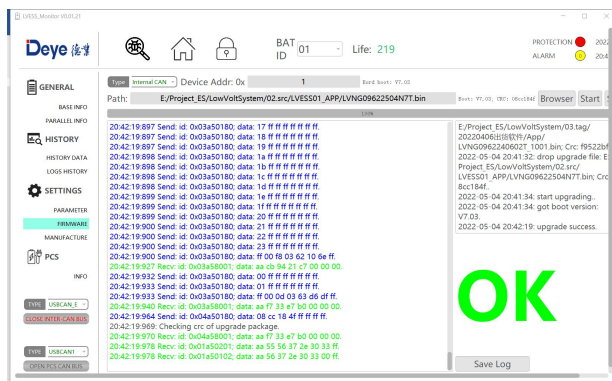 LVESS_Monitor V0.01.21
Deye 德業
BAT ID 01 Life: 219
PROTECTION 2022
ALARM 20:4
GENERAL
BASE INFO
PARALLEL INFO
HISTORY
HISTORY DATA
LOGS HISTORY
SETTINGS
PARAMETER
FIRMWARE
MANUFACTURE
PCS
INFO
TYPE USBCAN_E
CLOSE INTER-CAN BUS
TYPE USBCAN1
OPEN PCS CAN BUS
Type Internal CAN Device Addr: 0x 1 Hard boot: V7.03
Path: E:/Project_ES/LowVoltSystem/02.src/LVESS01_APP/LVNG09622504N7T.bin Boot: V7.03, CRC: 08cc184f Browser Start
100%
20:42:19:897 Send: id: 0x03a50180; data: 17 ff ff ff ff ff ff ff.
20:42:19:897 Send: id: 0x03a50180; data: 18 ff ff ff ff ff ff ff.
20:42:19:898 Send: id: 0x03a50180; data: 19 ff ff ff ff ff ff ff.
20:42:19:898 Send: id: 0x03a50180; data: 1a ff ff ff ff ff ff ff.
20:42:19:898 Send: id: 0x03a50180; data: 1b ff ff ff ff ff ff ff.
20:42:19:898 Send: id: 0x03a50180; data: 1c ff ff ff ff ff ff ff.
20:42:19:898 Send: id: 0x03a50180; data: 1d ff ff ff ff ff ff ff.
20:42:19:899 Send: id: 0x03a50180; data: 1e ff ff ff ff ff ff ff.
20:42:19:899 Send: id: 0x03a50180; data: 1f ff ff ff ff ff ff ff.
20:42:19:899 Send: id: 0x03a50180; data: 20 ff ff ff ff ff ff ff.
20:42:19:900 Send: id: 0x03a50180; data: 21 ff ff ff ff ff ff ff.
20:42:19:900 Send: id: 0x03a50180; data: 22 ff ff ff ff ff ff ff.
20:42:19:900 Send: id: 0x03a50180; data: 23 ff ff ff ff ff ff ff.
20:42:19:900 Send: id: 0x03a50180; data: ff 00 f8 03 62 10 6e ff.
20:42:19:927 Recv: id: 0x03a58001; data: aa cb 94 21 c7 00 00 00.
20:42:19:932 Send: id: 0x03a50180; data: 00 ff ff ff ff ff ff ff.
20:42:19:933 Send: id: 0x03a50180; data: 01 ff ff ff ff ff ff ff.
20:42:19:933 Send: id: 0x03a50180; data: ff 00 0d 03 63 d6 df ff.
20:42:19:940 Recv: id: 0x03a58001; data: aa f7 33 e7 b0 00 00 00.
20:42:19:964 Send: id: 0x04a50180; data: 08 cc 18 4f ff ff ff ff.
20:42:19:969: Checking crc of upgrade package.
20:42:19:970 Recv: id: 0x04a58001; data: aa f7 33 e7 b0 00 00 00.
20:42:19:978 Recv: id: 0x01a50201; data: aa 55 56 37 2e 30 33 ff.
20:42:19:978 Recv: id: 0x01a50102; data: aa 56 37 2e 30 33 00 ff.
E:/Project_ES/LowVoltSystem/03.tag/
20220406出货软件/App/
LVNG0962240602T_1001.bin; Crc: f9522bf
2022-05-04 20:41:32: drop upgrade file: E:
Project_ES/LowVoltSystem/02.src/
LVESS01_APP/LVNG09622504N7T.bin; Crc
8cc184f..
2022-05-04 20:41:34: start upgrading..
2022-05-04 20:41:34: got boot version:
V7.03.
2022-05-04 20:42:19: upgrade success.
OK
Save Log